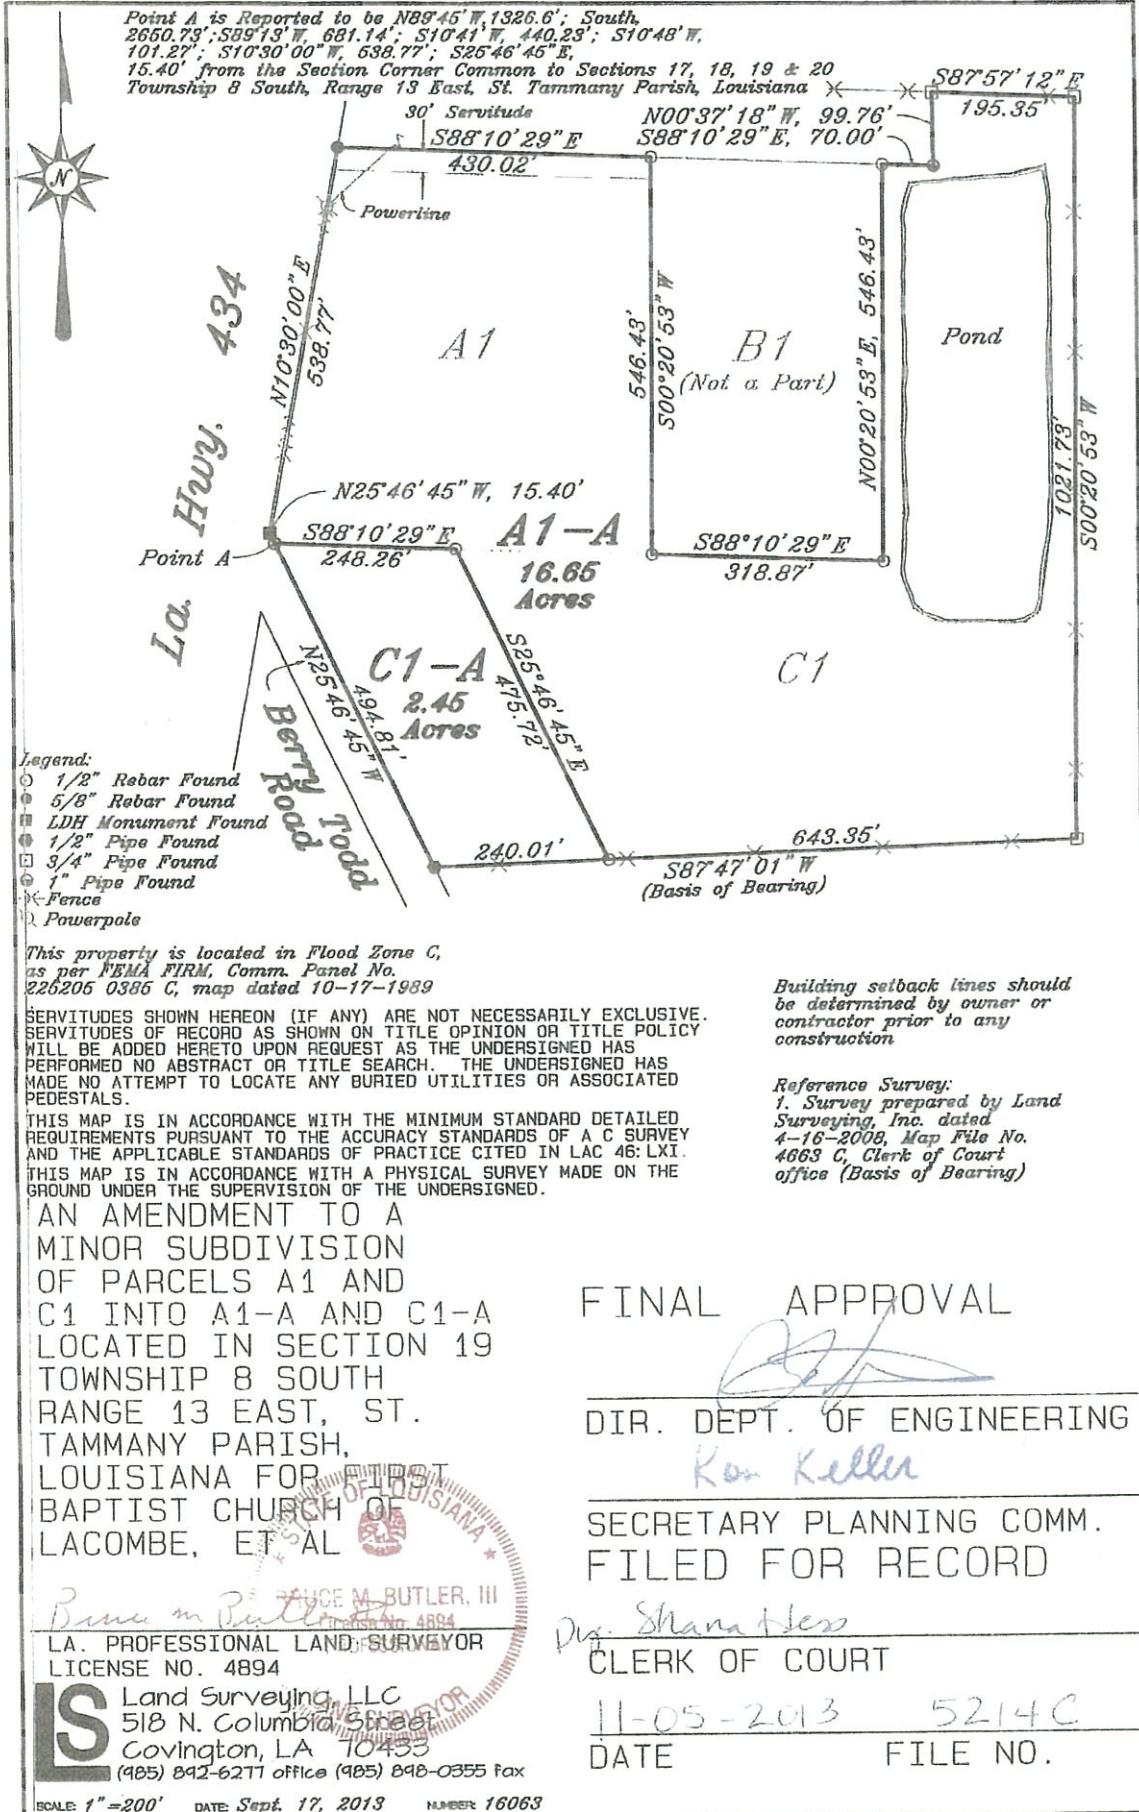 Point A is Reported to be N89°45'W, 1326.6'; South,
2650.73'; S89°13'W, 681.14'; S10°41'W, 440.23'; S10°48'W,
101.27'; S10°30'00"W, 538.77'; S25°46'45"E,
15.40' from the Section Corner Common to Sections 17, 18, 19 & 20
Township 8 South, Range 13 East, St. Tammany Parish, Louisiana
S87°57'12"E
195.35'
30' Servitude
N00°37'18"W, 99.76'
S88°10'29"E
S88°10'29"E, 70.00'
430.02'
N
Powerline
La. Hwy. 434
N10°30'00"E
538.77'
A1
546.43'
S00°20'53"W
B1
(Not a Part)
N00°20'53"E, 546.43'
Pond
1021.73'
S00°20'53"W
N25°46'45"W, 15.40'
S88°10'29"E
248.26'
Point A
A1-A
16.65
Acres
S88°10'29"E
318.87'
C1-A
2.45
Acres
C1
N25°46'45"W
494.81'
S25°46'45"E
475.72'
Berry Todd
Road
240.01'
643.35'
S87°47'01"W
(Basis of Bearing)
Legend:
1/2" Rebar Found
5/8" Rebar Found
LDH Monument Found
1/2" Pipe Found
3/4" Pipe Found
1" Pipe Found
Fence
Powerpole
This property is located in Flood Zone C,
as per FEMA FIRM, Comm. Panel No.
225205 0385 C, map dated 10-17-1989
SERVITUDES SHOWN HEREON (IF ANY) ARE NOT NECESSARILY EXCLUSIVE.
SERVITUDES OF RECORD AS SHOWN ON TITLE OPINION OR TITLE POLICY
WILL BE ADDED HERETO UPON REQUEST AS THE UNDERSIGNED HAS
PERFORMED NO ABSTRACT OR TITLE SEARCH. THE UNDERSIGNED HAS
MADE NO ATTEMPT TO LOCATE ANY BURIED UTILITIES OR ASSOCIATED
PEDESTALS.
THIS MAP IS IN ACCORDANCE WITH THE MINIMUM STANDARD DETAILED
REQUIREMENTS PURSUANT TO THE ACCURACY STANDARDS OF A C SURVEY
AND THE APPLICABLE STANDARDS OF PRACTICE CITED IN LAC 46: LXI.
THIS MAP IS IN ACCORDANCE WITH A PHYSICAL SURVEY MADE ON THE
GROUND UNDER THE SUPERVISION OF THE UNDERSIGNED.
Building setback lines should
be determined by owner or
contractor prior to any
construction
Reference Survey:
1. Survey prepared by Land
Surveying, Inc. dated
4-16-2008, Map File No.
4663 C, Clerk of Court
office (Basis of Bearing)
AN AMENDMENT TO A
MINOR SUBDIVISION
OF PARCELS A1 AND
C1 INTO A1-A AND C1-A
LOCATED IN SECTION 19
TOWNSHIP 8 SOUTH
RANGE 13 EAST, ST.
TAMMANY PARISH,
LOUISIANA FOR FIRST
BAPTIST CHURCH OF
LACOMBE, ET AL
STATE OF LOUISIANA
BRUCE M. BUTLER, III
License No. 4894
PROFESSIONAL
LAND SURVEYOR
Bruce M Butler III
LA. PROFESSIONAL LAND SURVEYOR
LICENSE NO. 4894
LS
Land Surveying LLC
518 N. Columbia Street
Covington, LA 70433
(985) 892-6277 office (985) 898-0355 fax
SCALE: 1"=200' DATE: Sept. 17, 2013 NUMBER: 16063
FINAL APPROVAL
DIR. DEPT. OF ENGINEERING
Ron Keller
SECRETARY PLANNING COMM.
FILED FOR RECORD
Dy. Shana Hess
CLERK OF COURT
11-05-2013 5214C
DATE FILE NO.